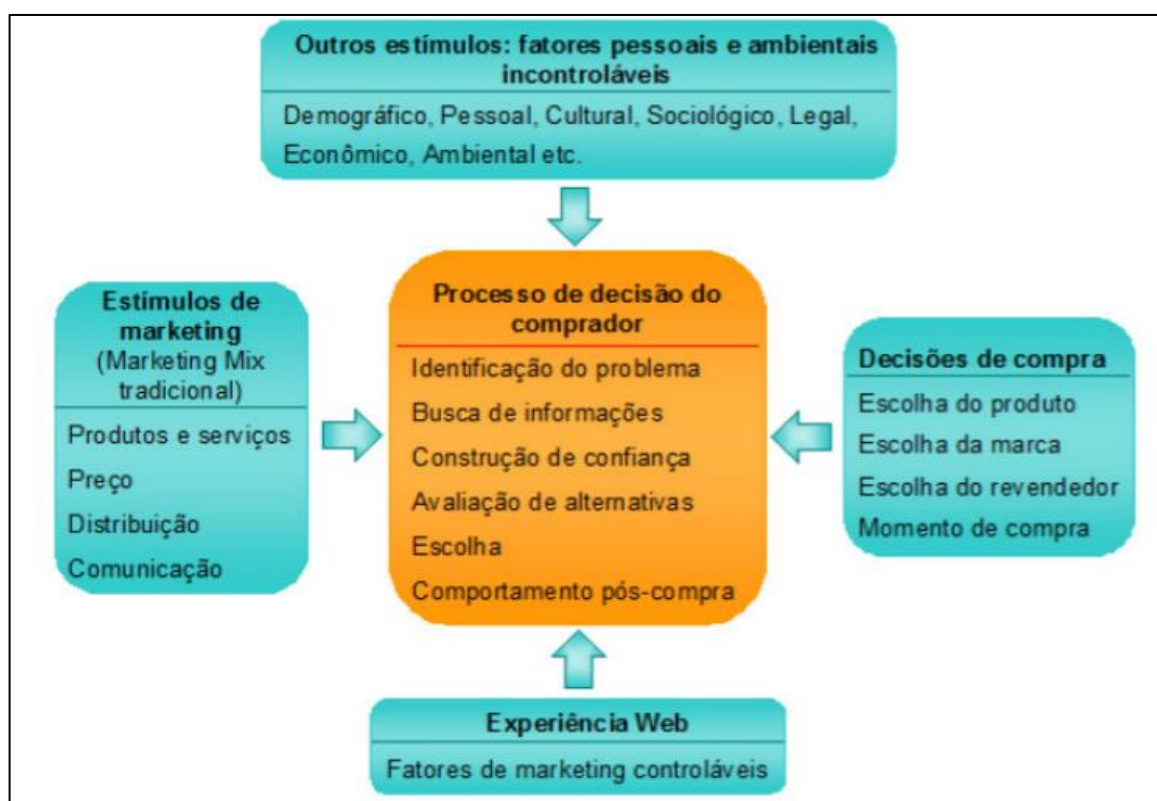 Outros estímulos: fatores pessoais e ambientais
incontroláveis
Demográfico, Pessoal, Cultural, Sociológico, Legal,
Econômico, Ambiental etc.
Estímulos de
marketing
(Marketing Mix
tradicional)
Produtos e serviços
Preço
Distribuição
Comunicação
Processo de decisão do
comprador
Identificação do problema
Busca de informações
Construção de confiança
Avaliação de alternativas
Escolha
Comportamento pós-compra
Decisões de compra
Escolha do produto
Escolha da marca
Escolha do revendedor
Momento de compra
Experiência Web
Fatores de marketing controláveis